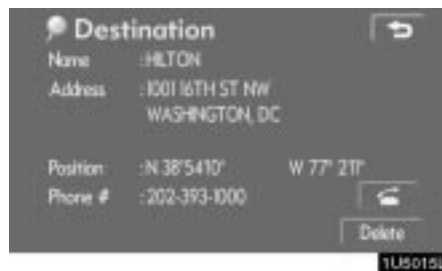 Destination
Name :HILTON
Address :1001 16TH ST NW
WASHINGTON, DC
Position :N 38°54'10" W 77° 2'11"
Phone # :202-393-1000
Delete
1U5015L